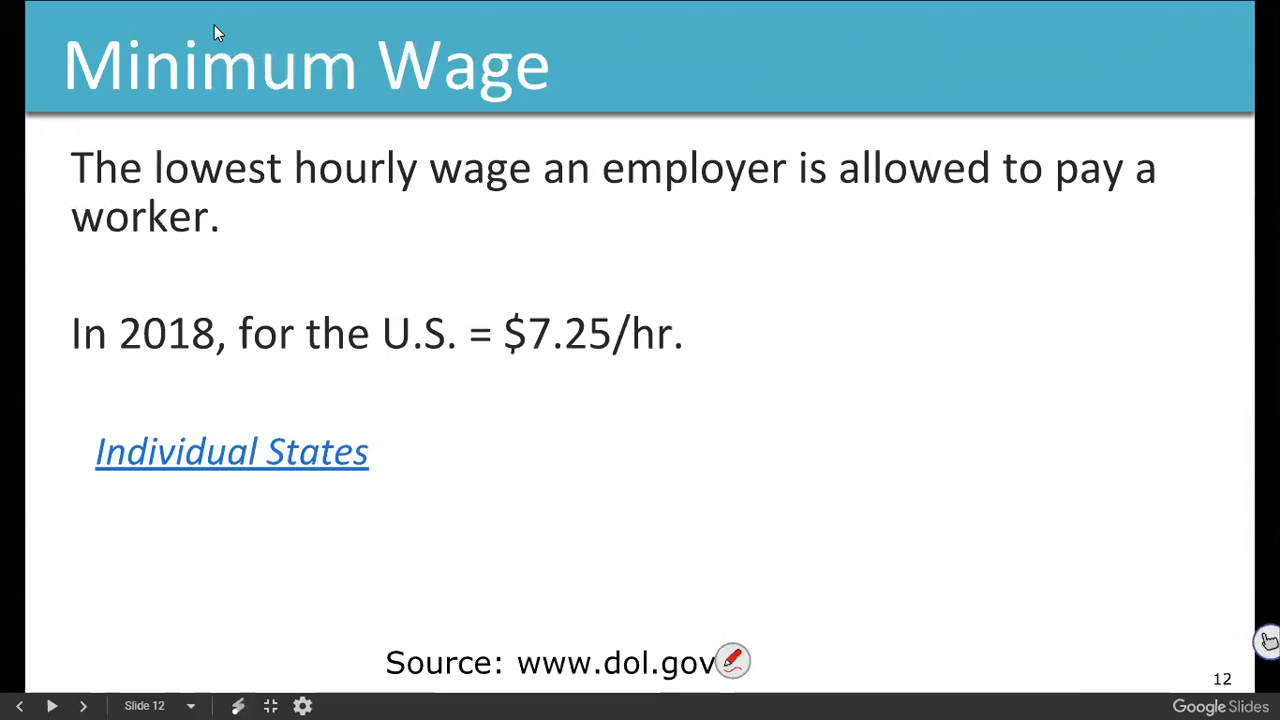 Minimum Wage
The lowest hourly wage an employer is allowed to pay a
worker.
In 2018, for the U.S. = $7.25/hr.
Individual States
Source: www.dol.gov
12
Slide 12
Google Slides